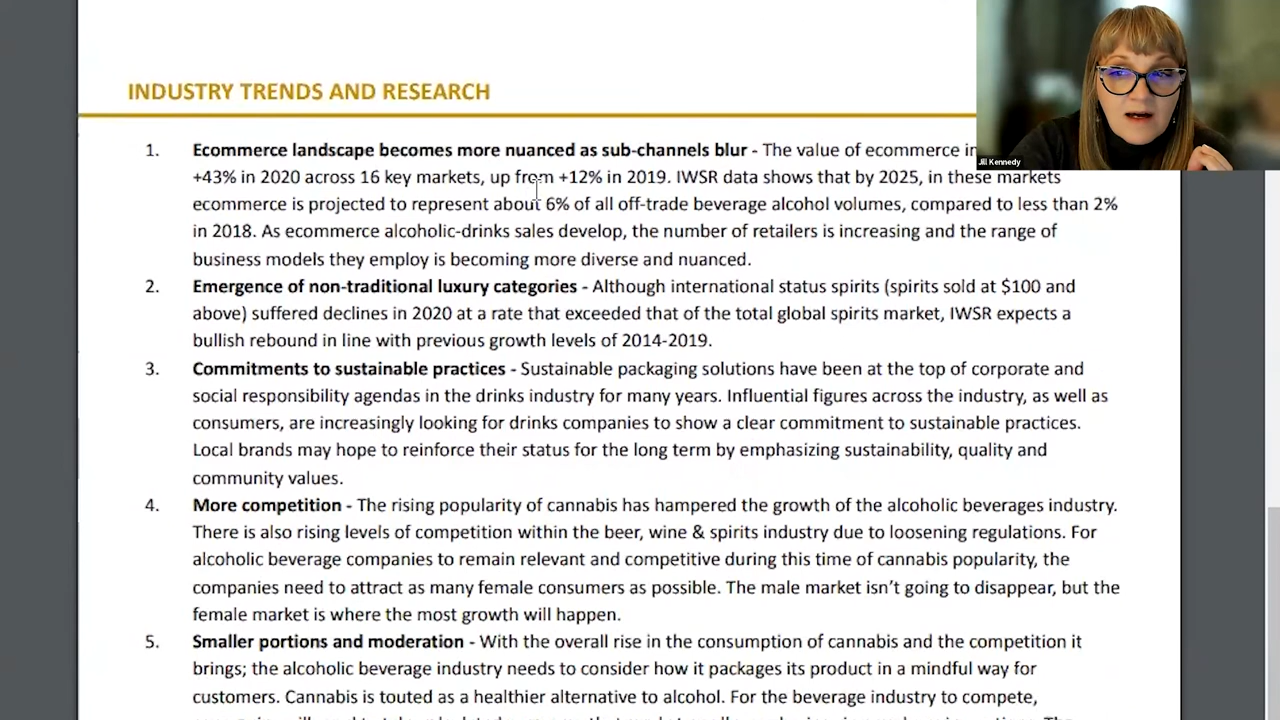 INDUSTRY TRENDS AND RESEARCH
1. Ecommerce landscape becomes more nuanced as sub-channels blur - The value of ecommerce in
+43% in 2020 across 16 key markets, up from +12% in 2019. IWSR data shows that by 2025, in these markets
ecommerce is projected to represent about 6% of all off-trade beverage alcohol volumes, compared to less than 2%
in 2018. As ecommerce alcoholic-drinks sales develop, the number of retailers is increasing and the range of
business models they employ is becoming more diverse and nuanced.
2. Emergence of non-traditional luxury categories - Although international status spirits (spirits sold at $100 and
above) suffered declines in 2020 at a rate that exceeded that of the total global spirits market, IWSR expects a
bullish rebound in line with previous growth levels of 2014-2019.
3. Commitments to sustainable practices - Sustainable packaging solutions have been at the top of corporate and
social responsibility agendas in the drinks industry for many years. Influential figures across the industry, as well as
consumers, are increasingly looking for drinks companies to show a clear commitment to sustainable practices.
Local brands may hope to reinforce their status for the long term by emphasizing sustainability, quality and
community values.
4. More competition - The rising popularity of cannabis has hampered the growth of the alcoholic beverages industry.
There is also rising levels of competition within the beer, wine & spirits industry due to loosening regulations. For
alcoholic beverage companies to remain relevant and competitive during this time of cannabis popularity, the
companies need to attract as many female consumers as possible. The male market isn't going to disappear, but the
female market is where the most growth will happen.
5. Smaller portions and moderation - With the overall rise in the consumption of cannabis and the competition it
brings; the alcoholic beverage industry needs to consider how it packages its product in a mindful way for
customers. Cannabis is touted as a healthier alternative to alcohol. For the beverage industry to compete,
Jill Kennedy